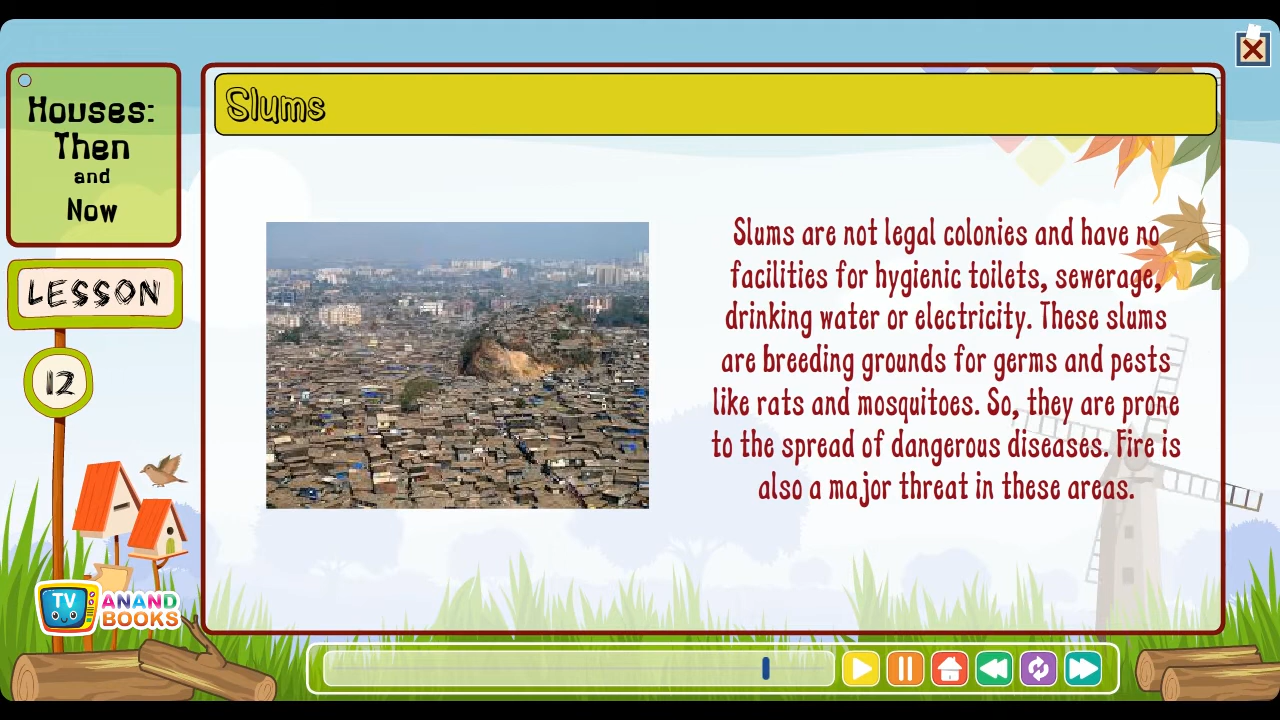 Houses:
Then
and
Now
LESSON
12
Slums
Slums are not legal colonies and have no
facilities for hygienic toilets, sewerage,
drinking water or electricity. These slums
are breeding grounds for germs and pests
like rats and mosquitoes. So, they are prone
to the spread of dangerous diseases. Fire is
also a major threat in these areas.
TV
ANAND
BOOKS